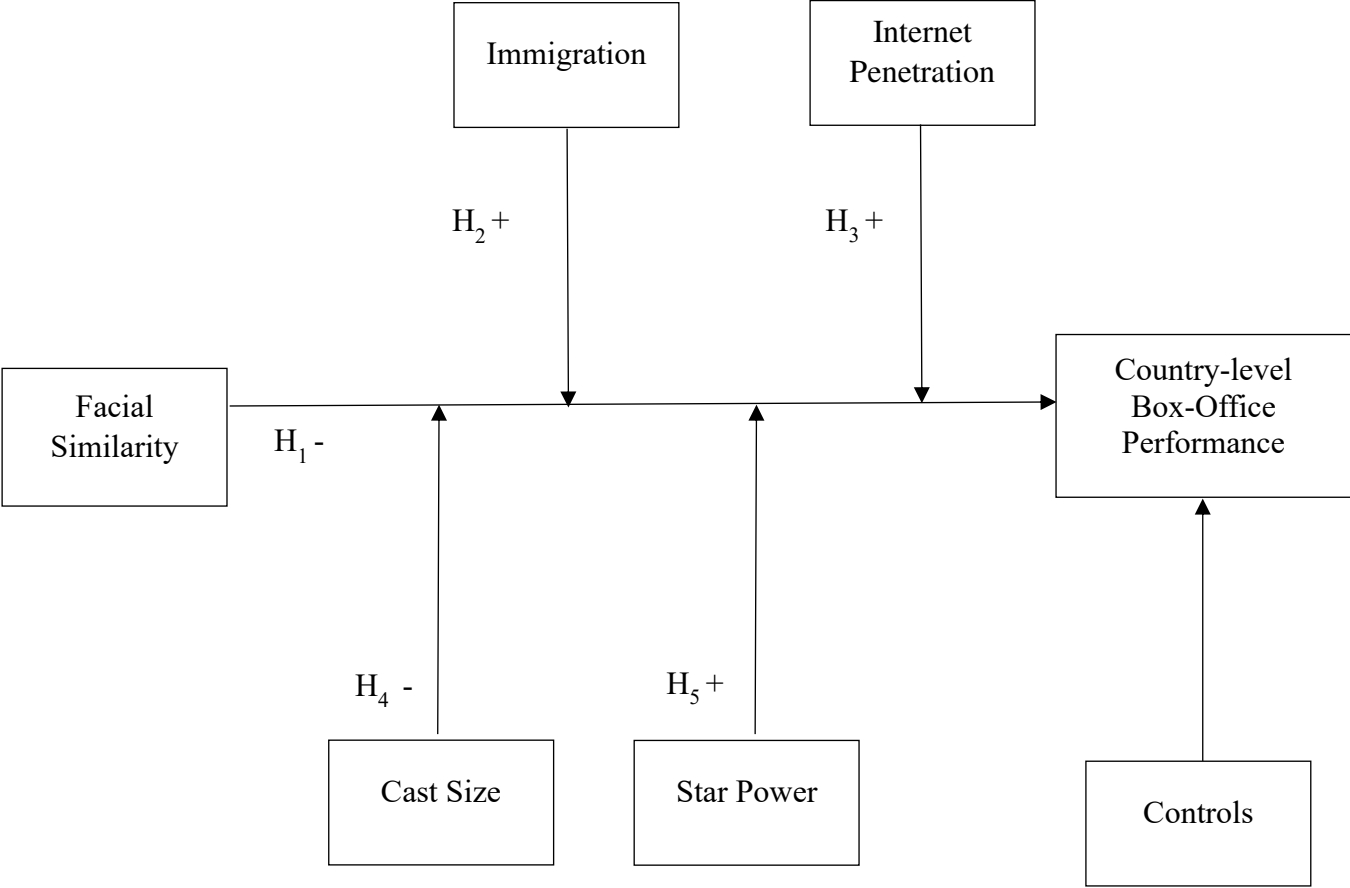 Immigration
Internet
Penetration
H₂ +
H₃ +
Facial
Similarity
H₁ -
Country-level
Box-Office
Performance
H₄ -
H₅ +
Cast Size
Star Power
Controls